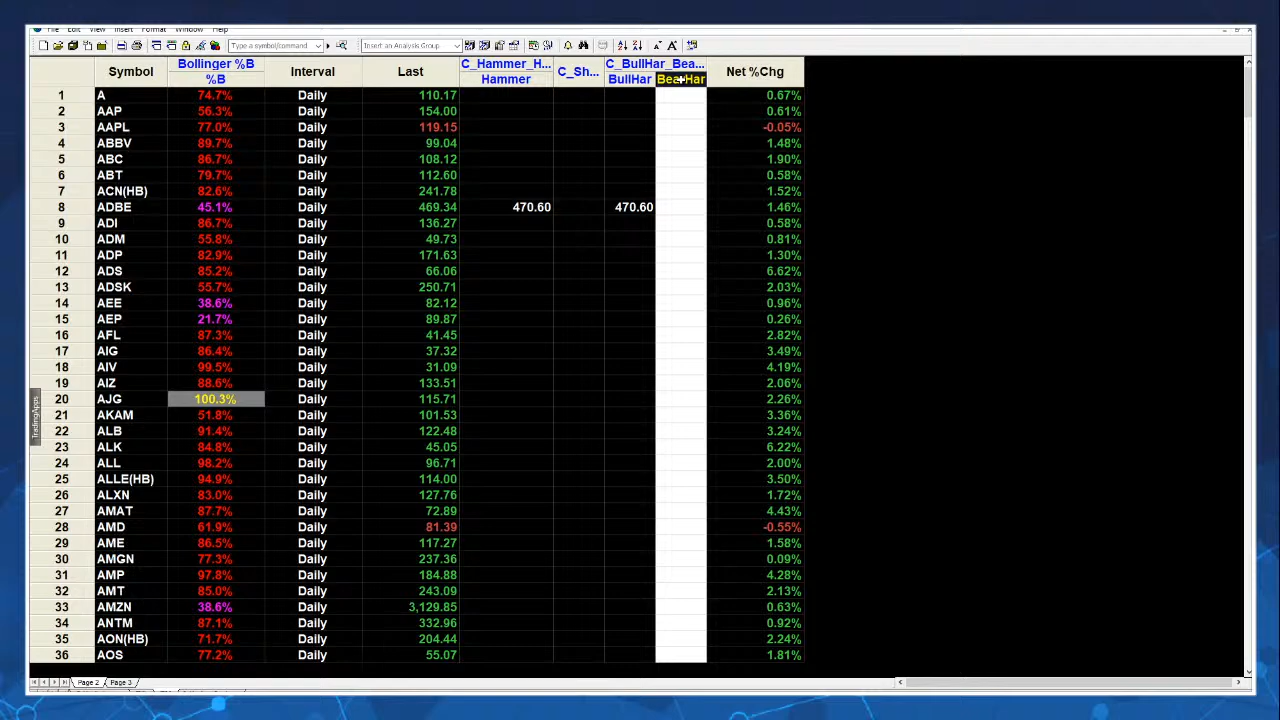 File Edit View Insert Format Window Help
Type a symbol/command Insert an Analysis Group
Symbol Bollinger %B %B Interval Last C_Hammer_H... Hammer C_Sh... C_BullHar_Bea... BullHar BearHar Net %Chg
1 A 74.7% Daily 110.17 0.67%
2 AAP 56.3% Daily 154.00 0.61%
3 AAPL 77.0% Daily 119.15 -0.05%
4 ABBV 89.7% Daily 99.04 1.48%
5 ABC 86.7% Daily 108.12 1.90%
6 ABT 79.7% Daily 112.60 0.58%
7 ACN(HB) 82.6% Daily 241.78 1.52%
8 ADBE 45.1% Daily 469.34 470.60 470.60 1.46%
9 ADI 86.7% Daily 136.27 0.58%
10 ADM 55.8% Daily 49.73 0.81%
11 ADP 82.9% Daily 171.63 1.30%
12 ADS 85.2% Daily 66.06 6.62%
13 ADSK 55.7% Daily 250.71 2.03%
14 AEE 38.6% Daily 82.12 0.96%
15 AEP 21.7% Daily 89.87 0.26%
16 AFL 87.3% Daily 41.45 2.82%
17 AIG 86.4% Daily 37.32 3.49%
18 AIV 99.5% Daily 31.09 4.19%
19 AIZ 88.6% Daily 133.51 2.06%
20 AJG 100.3% Daily 115.71 2.26%
21 AKAM 51.8% Daily 101.53 3.36%
22 ALB 91.4% Daily 122.48 3.24%
23 ALK 84.8% Daily 45.05 6.22%
24 ALL 98.2% Daily 96.71 2.00%
25 ALLE(HB) 94.9% Daily 114.00 3.50%
26 ALXN 83.0% Daily 127.76 1.72%
27 AMAT 87.7% Daily 72.89 4.43%
28 AMD 61.9% Daily 81.39 -0.55%
29 AME 86.5% Daily 117.27 1.58%
30 AMGN 77.3% Daily 237.36 0.09%
31 AMP 97.8% Daily 184.88 4.28%
32 AMT 85.0% Daily 243.09 2.13%
33 AMZN 38.6% Daily 3,129.85 0.63%
34 ANTM 87.1% Daily 332.96 0.92%
35 AON(HB) 71.7% Daily 204.44 2.24%
36 AOS 77.2% Daily 55.07 1.81%
TradingApps
Page 2 Page 3